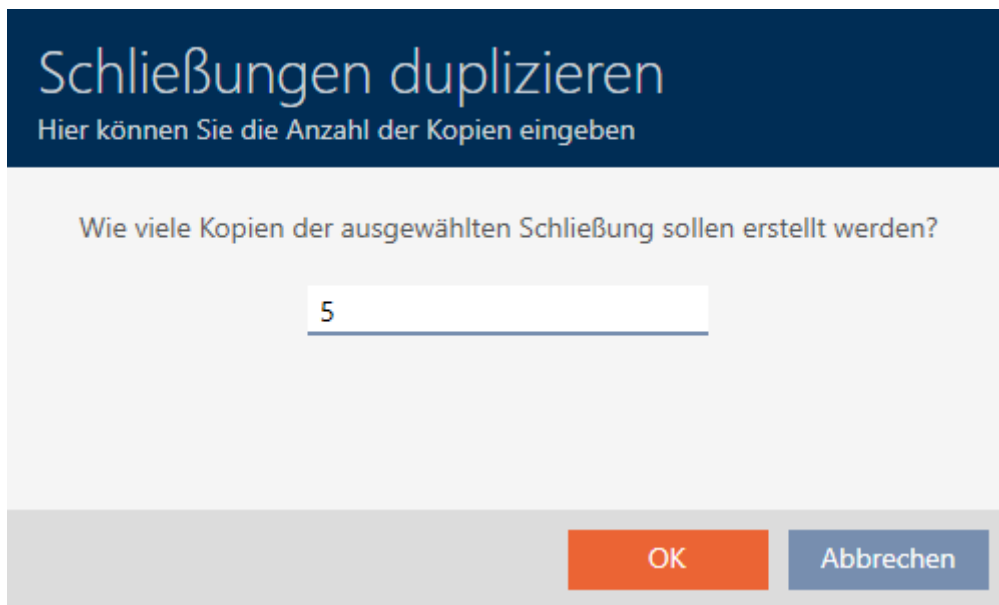 Schließungen duplizieren
Hier können Sie die Anzahl der Kopien eingeben
Wie viele Kopien der ausgewählten Schließung sollen erstellt werden?
5
OK
Abbrechen